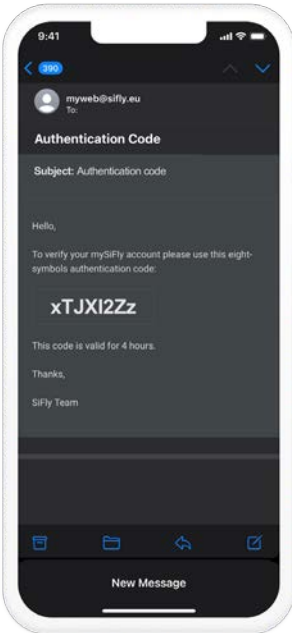 9:41
390
myweb@sifly.eu
To:
Authentication Code
Subject: Authentication code
Hello,
To verify your mySiFly account please use this eight-
symbols authentication code:
xTJXI2Zz
This code is valid for 4 hours.
Thanks,
SiFly Team
New Message